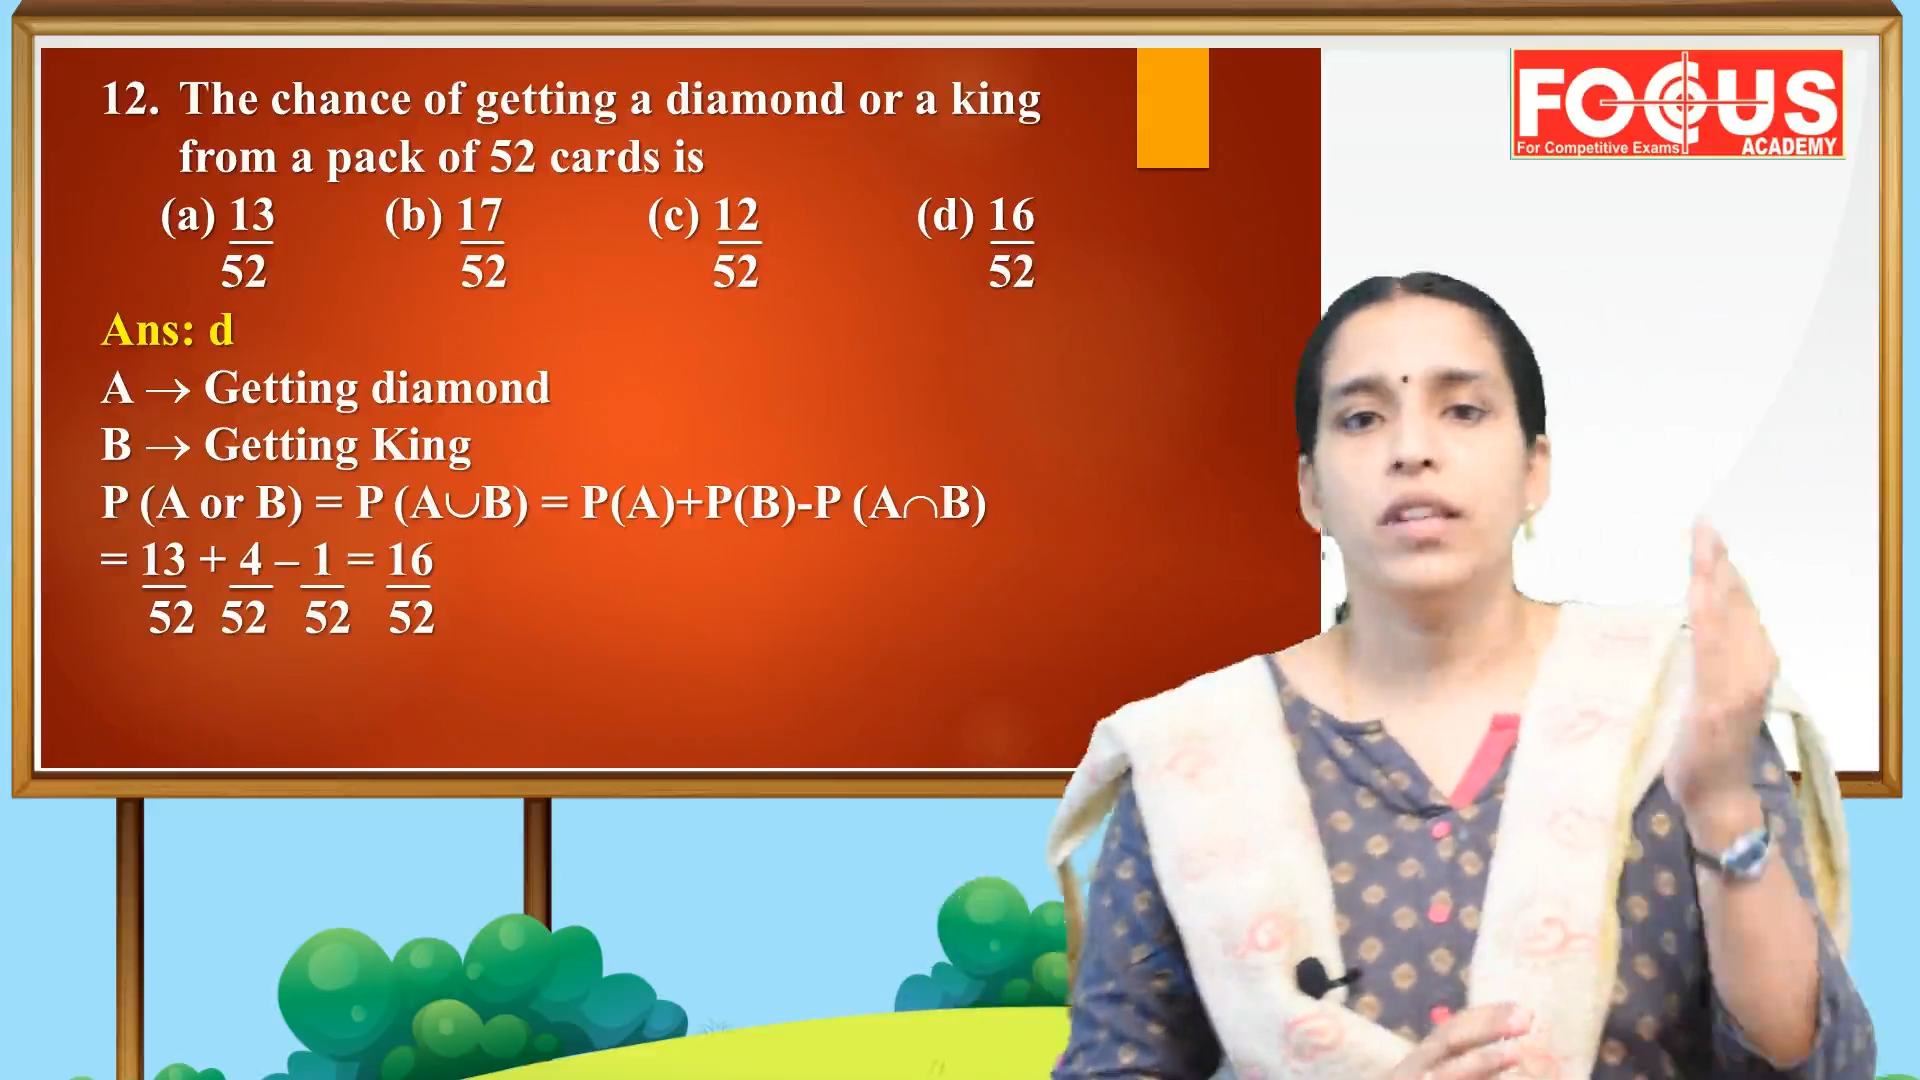 12. The chance of getting a diamond or a king
from a pack of 52 cards is
(a) 13/52 (b) 17/52 (c) 12/52 (d) 16/52
Ans: d
A → Getting diamond
B → Getting King
P (A or B) = P (A∪B) = P(A)+P(B)-P (A∩B)
= 13/52 + 4/52 – 1/52 = 16/52
FOCUS
For Competitive Exams
ACADEMY